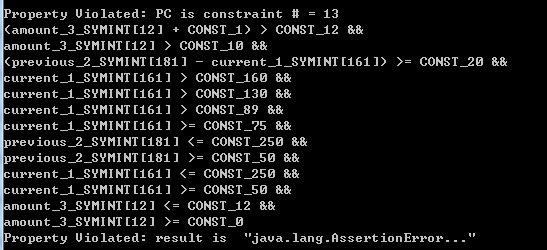 Property Violated: PC is constraint # = 13
(amount_3_SYMINT[12] + CONST_1) > CONST_12 &&
amount_3_SYMINT[12] > CONST_10 &&
(previous_2_SYMINT[181] - current_1_SYMINT[161]) >= CONST_20 &&
current_1_SYMINT[161] > CONST_160 &&
current_1_SYMINT[161] > CONST_130 &&
current_1_SYMINT[161] > CONST_89 &&
current_1_SYMINT[161] >= CONST_75 &&
previous_2_SYMINT[181] <= CONST_250 &&
previous_2_SYMINT[181] >= CONST_50 &&
current_1_SYMINT[161] <= CONST_250 &&
current_1_SYMINT[161] >= CONST_50 &&
amount_3_SYMINT[12] <= CONST_12 &&
amount_3_SYMINT[12] >= CONST_0
Property Violated: result is  "java.lang.AssertionError..."